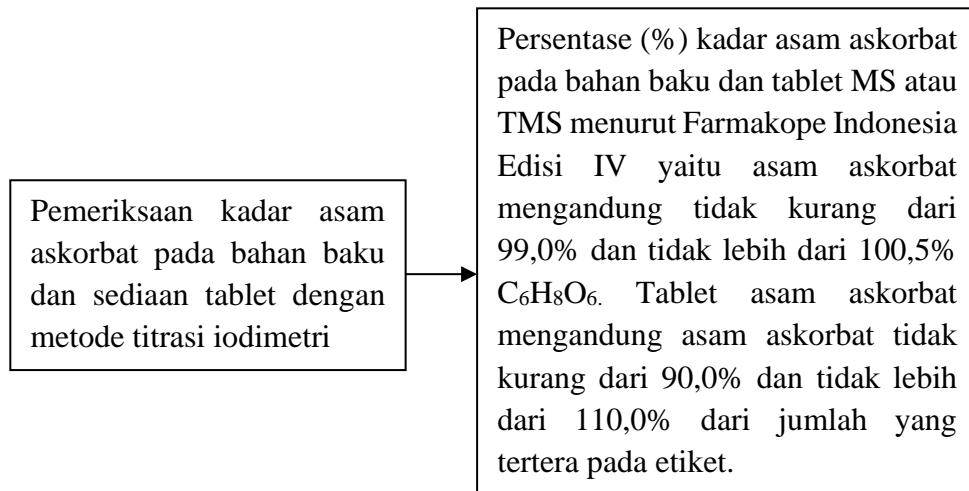 Pemeriksaan kadar asam
askorbat pada bahan baku
dan sediaan tablet dengan
metode titrasi iodimetri
Persentase (%) kadar asam askorbat
pada bahan baku dan tablet MS atau
TMS menurut Farmakope Indonesia
Edisi IV yaitu asam askorbat
mengandung tidak kurang dari
99,0% dan tidak lebih dari 100,5%
C₆H₈O₆. Tablet asam askorbat
mengandung asam askorbat tidak
kurang dari 90,0% dan tidak lebih
dari 110,0% dari jumlah yang
tertera pada etiket.